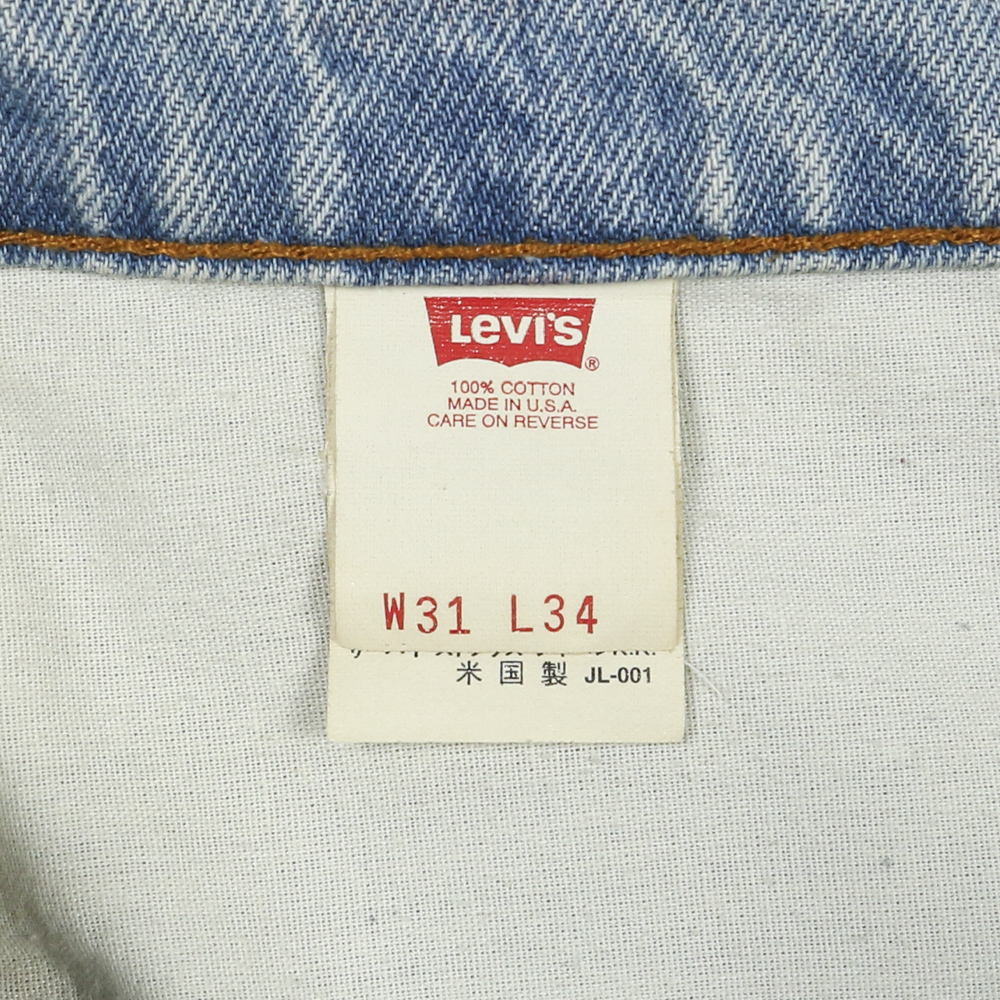 Levi's®
100% COTTON
MADE IN U.S.A.
CARE ON REVERSE
W31 L34
米国製 JL-001